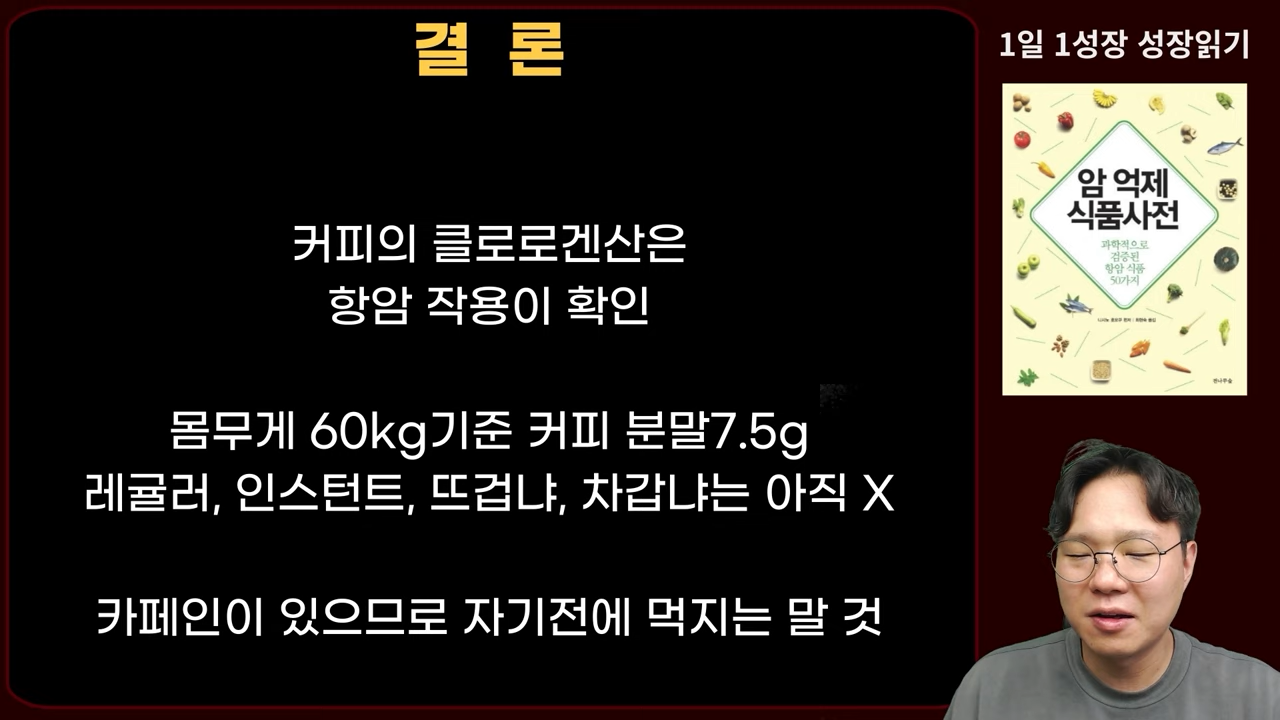 결 론
커피의 클로로겐산은
항암 작용이 확인
몸무게 60kg기준 커피 분말7.5g
레귤러, 인스턴트, 뜨겁냐, 차갑냐는 아직 X
카페인이 있으므로 자기전에 먹지는 말 것
1일 1성장 성장읽기
암 억제
식품사전
과학적으로
검증된
항암 식품
50가지
전나무숲